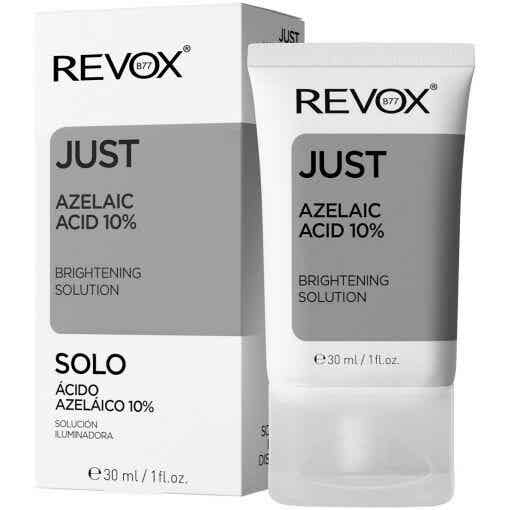 REVOX®
B77
JUST
AZELAIC
ACID 10%
BRIGHTENING
SOLUTION
SOLO
ÁCIDO
AZELÁICO 10%
SOLUCIÓN
ILUMINADORA
℮ 30 ml / 1fl.oz.
REVOX®
B77
JUST
AZELAIC
ACID 10%
BRIGHTENING
SOLUTION
℮ 30 ml / 1fl.oz.